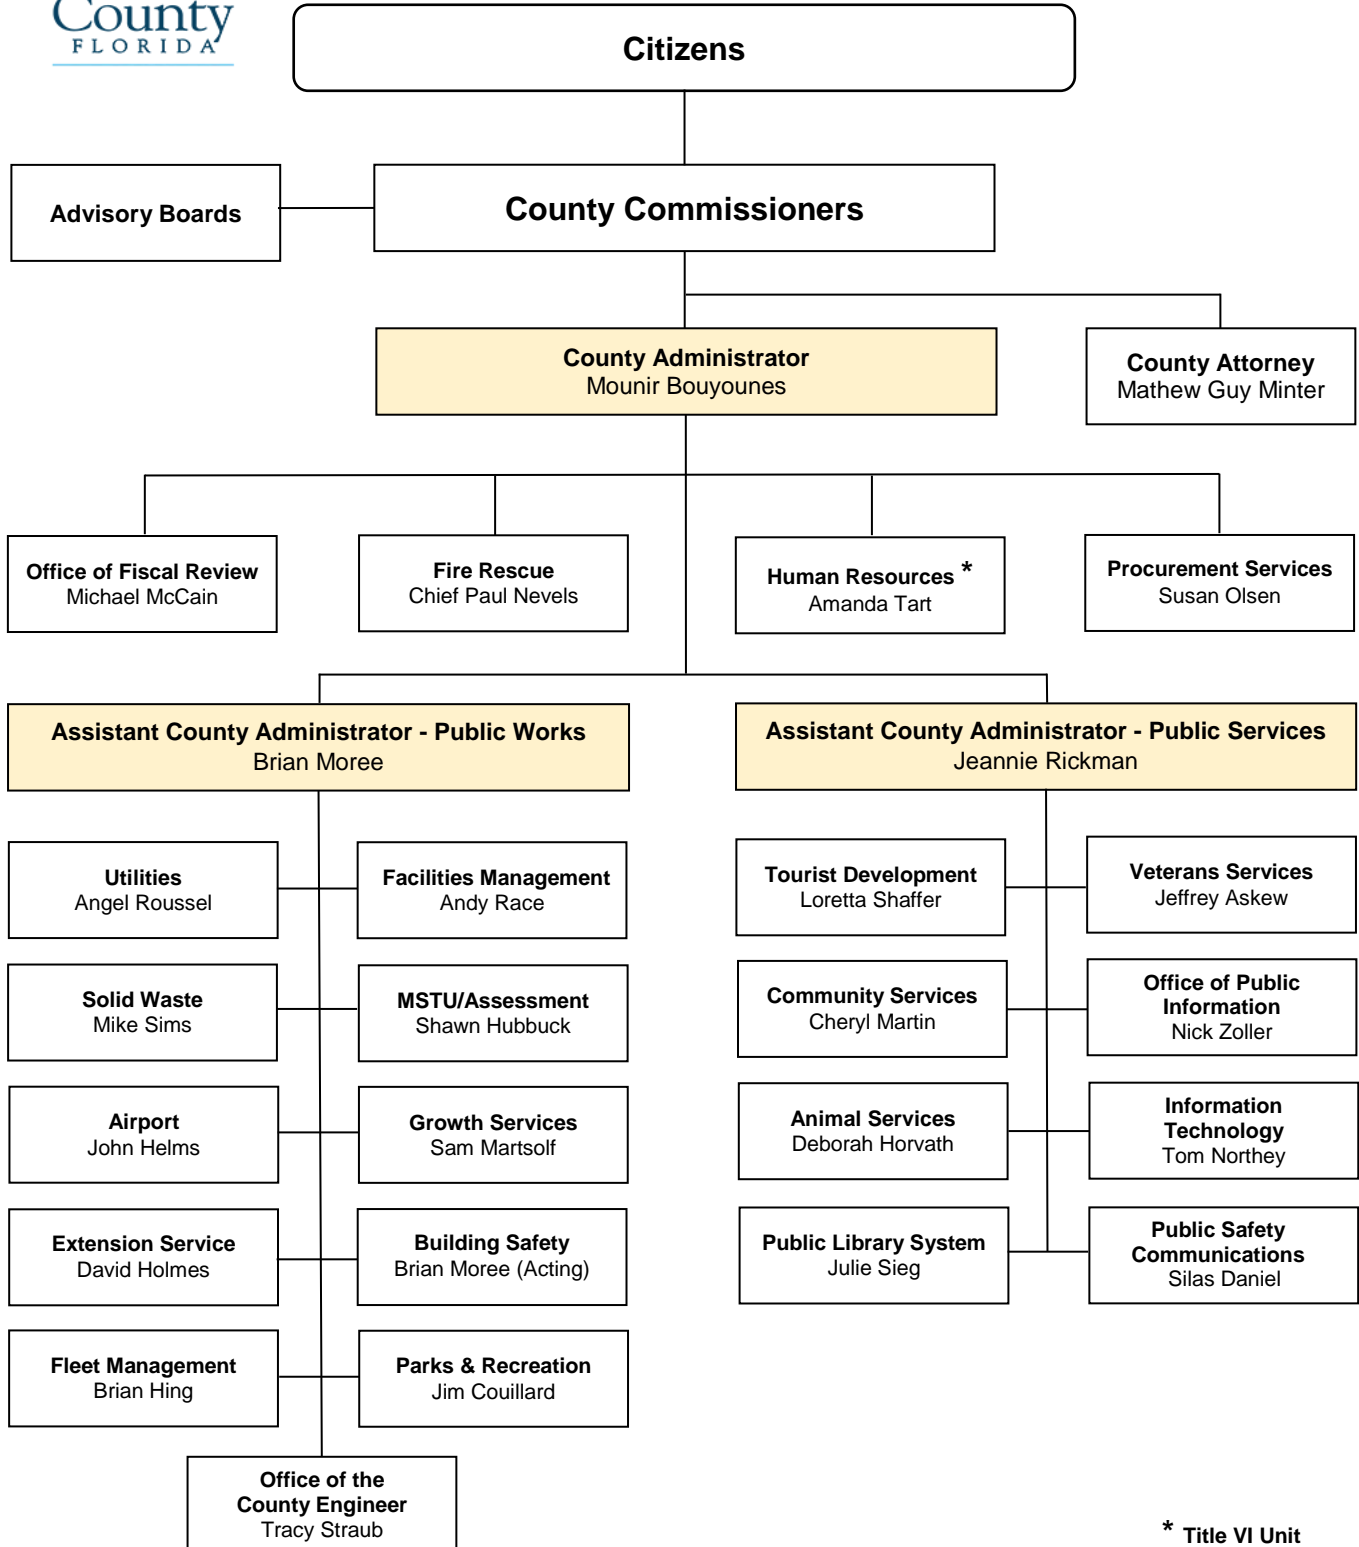 County
FLORIDA
Citizens
Advisory Boards
County Commissioners
County Administrator
Mounir Bouyounes
County Attorney
Mathew Guy Minter
Office of Fiscal Review
Michael McCain
Fire Rescue
Chief Paul Nevels
Human Resources *
Amanda Tart
Procurement Services
Susan Olsen
Assistant County Administrator - Public Works
Brian Moree
Assistant County Administrator - Public Services
Jeannie Rickman
Utilities
Angel Roussel
Facilities Management
Andy Race
Tourist Development
Loretta Shaffer
Veterans Services
Jeffrey Askew
Solid Waste
Mike Sims
MSTU/Assessment
Shawn Hubbuck
Community Services
Cheryl Martin
Office of Public
Information
Nick Zoller
Airport
John Helms
Growth Services
Sam Martsolf
Animal Services
Deborah Horvath
Information
Technology
Tom Northey
Extension Service
David Holmes
Building Safety
Brian Moree (Acting)
Public Library System
Julie Sieg
Public Safety
Communications
Silas Daniel
Fleet Management
Brian Hing
Parks & Recreation
Jim Couillard
Office of the
County Engineer
Tracy Straub
* Title VI Unit